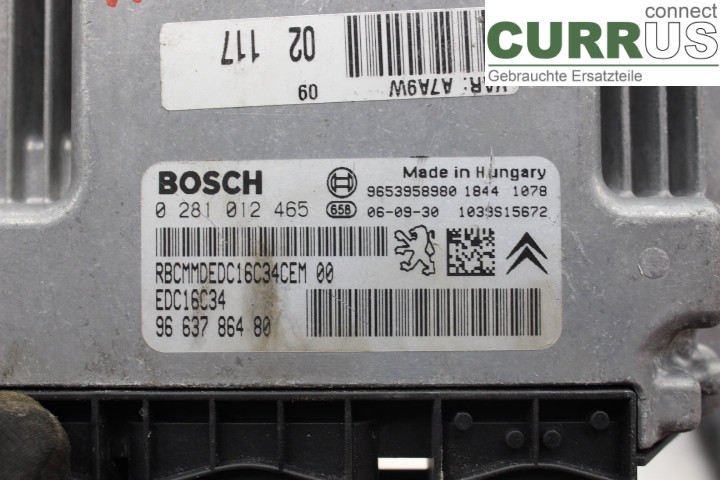 connect
CURRUS
Gebrauchte Ersatzteile
02 117
09
VAR: A7A9W
BOSCH
Made in Hungary
9653958980 1844 1078
0 281 012 465
658
06-09-30 1039S15672
RBCMMDEDC16C34CEM 00
EDC16C34
96 637 864 80